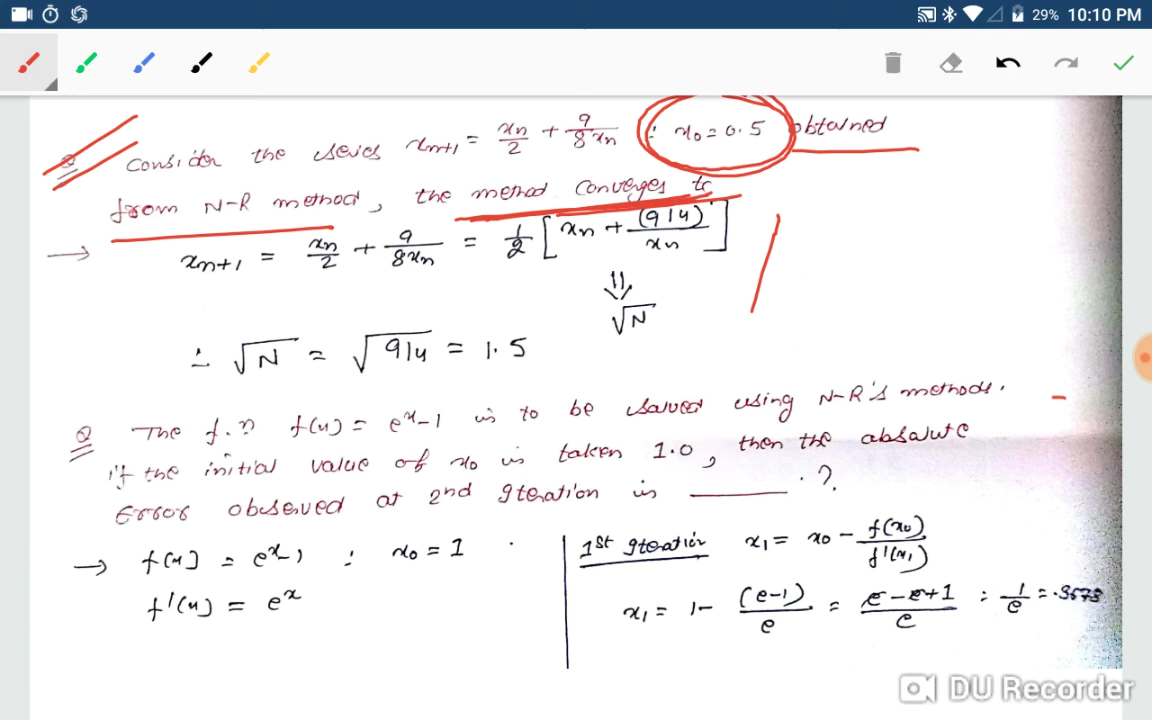 29% 10:10 PM
Q Consider the series xn+1 = xn/2 + 9/8xn : x0 = 0.5 obtained
from N-R method, the method converges to
→ xn+1 = xn/2 + 9/8xn = 1/2 [xn + (9/4)/xn]
⇓
√N
∴ √N = √9/4 = 1.5
Q The f.n f(x) = e^x-1 is to be solved using N-R's methods.
if the initial value of x0 is taken 1.0, then the absolute
Error observed at 2nd Iteration is ______ . ?
→ f(x) = e^x-1 : x0 = 1 .
f'(x) = e^x
1st Iteration x1 = x0 - f(x0)/f'(x1)
x1 = 1- (e-1)/e = e-e+1/e = 1/e = .3678
DU Recorder